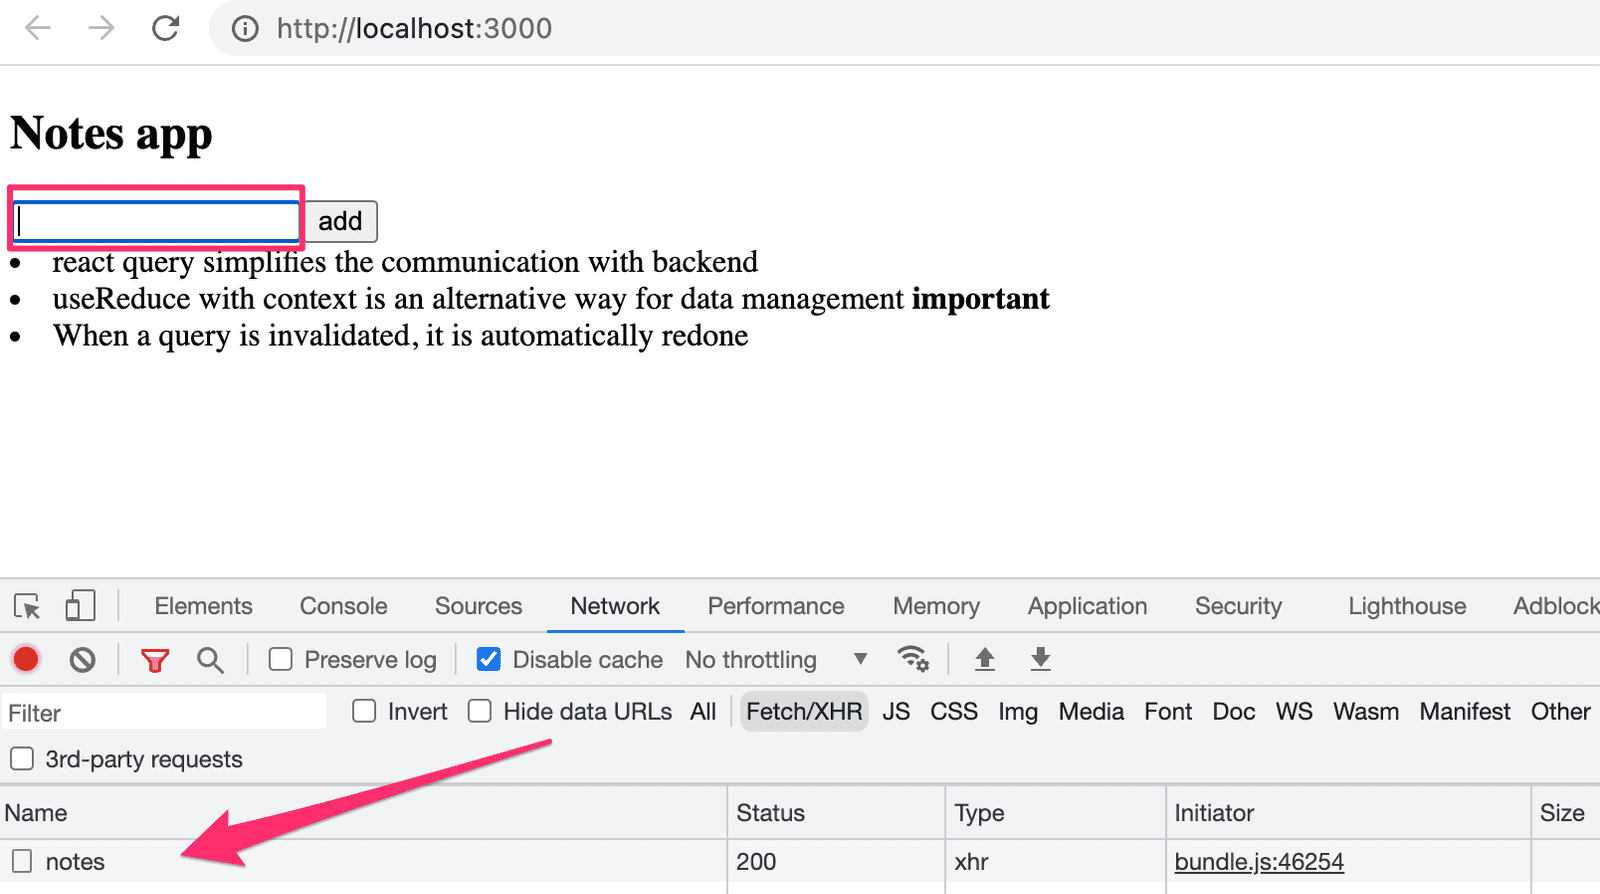 http://localhost:3000
Notes app
add
react query simplifies the communication with backend
useReduce with context is an alternative way for data management important
When a query is invalidated, it is automatically redone
Elements Console Sources Network Performance Memory Application Security Lighthouse Adblock
Preserve log Disable cache No throttling
Filter Invert Hide data URLs All Fetch/XHR JS CSS Img Media Font Doc WS Wasm Manifest Other
3rd-party requests
Name Status Type Initiator Size
notes 200 xhr bundle.js:46254